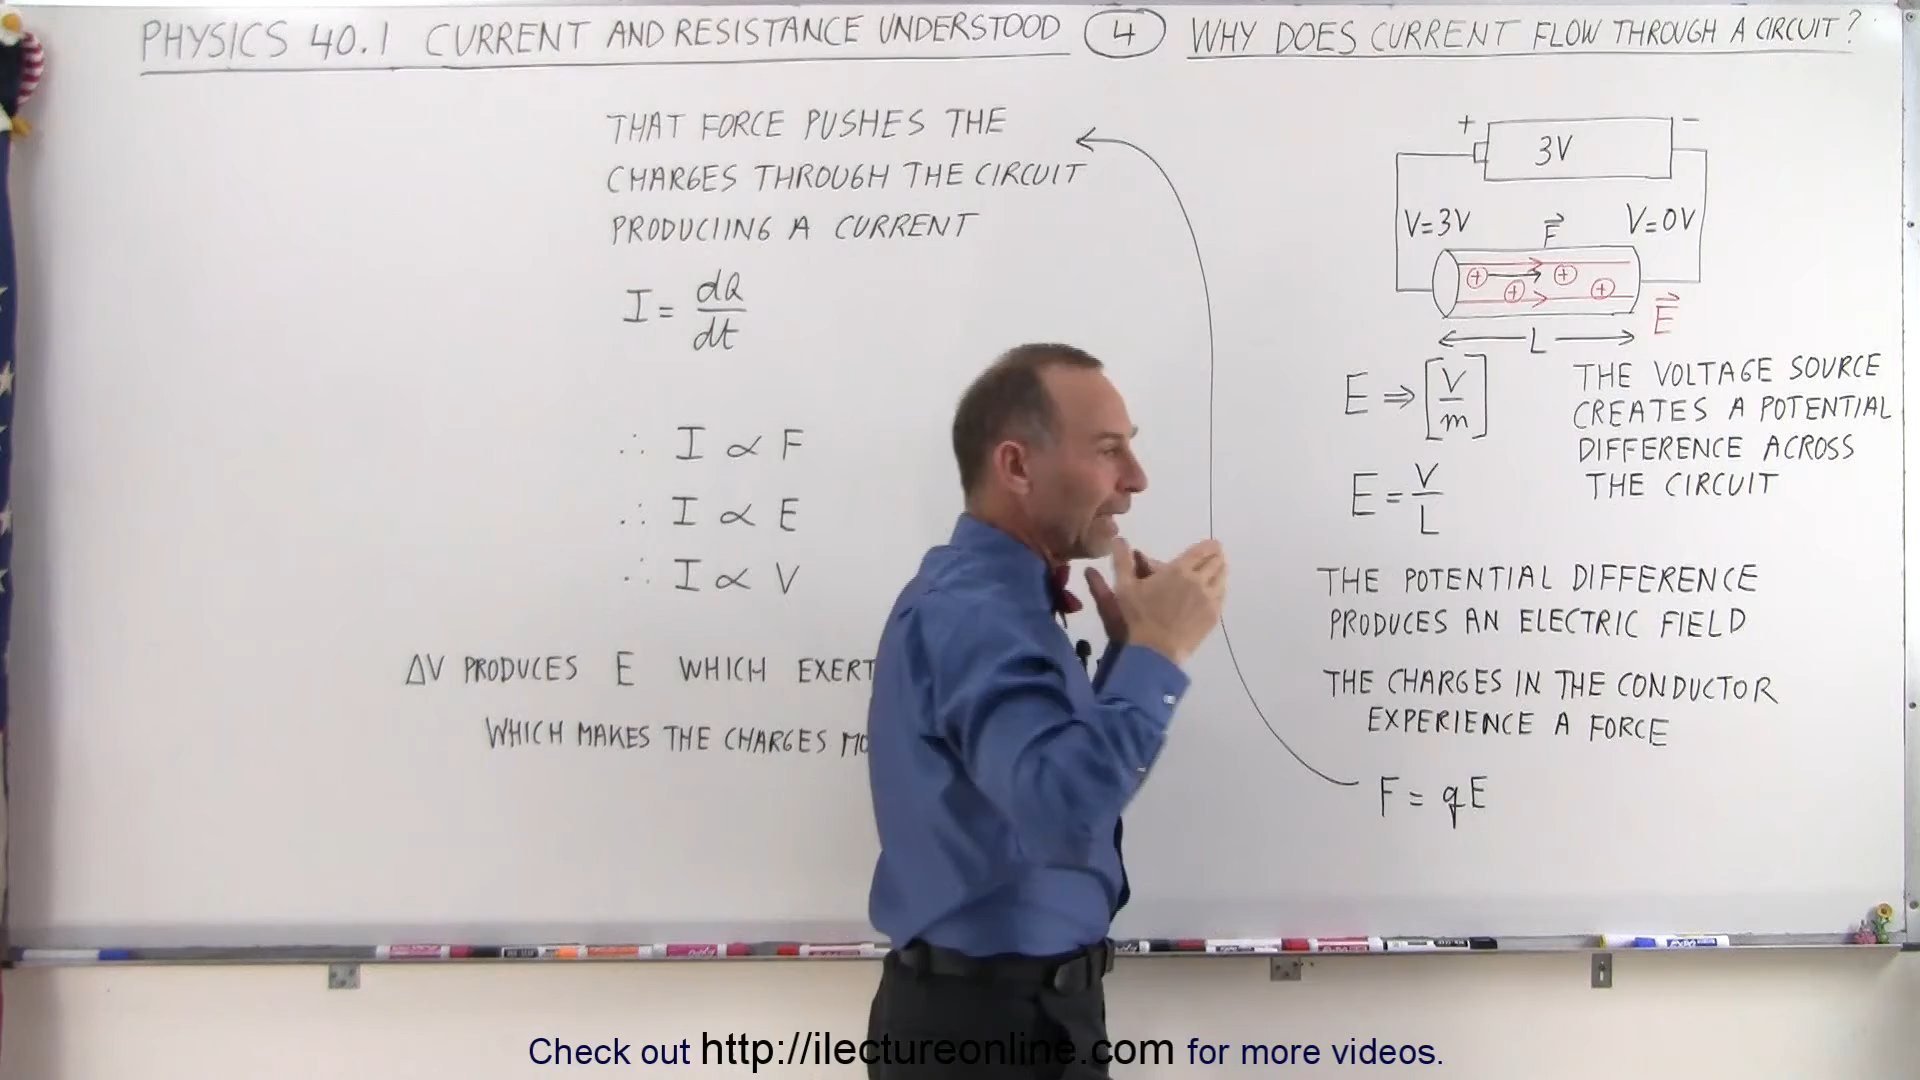 PHYSICS 40.1 CURRENT AND RESISTANCE UNDERSTOOD 4 WHY DOES CURRENT FLOW THROUGH A CIRCUIT?
THAT FORCE PUSHES THE
CHARGES THROUGH THE CIRCUIT
PRODUCIING A CURRENT
I = dQ/dt
∴ I ∝ F
∴ I ∝ E
∴ I ∝ V
ΔV PRODUCES E WHICH EXERT
WHICH MAKES THE CHARGES
+ 3V -
V=3V F V=0V
+ + + +
E
L
E ⇒ [V/m]
THE VOLTAGE SOURCE
CREATES A POTENTIAL
DIFFERENCE ACROSS
THE CIRCUIT
E = V/L
THE POTENTIAL DIFFERENCE
PRODUCES AN ELECTRIC FIELD
THE CHARGES IN THE CONDUCTOR
EXPERIENCE A FORCE
F = qE
Check out http://ilectureonline.com for more videos.